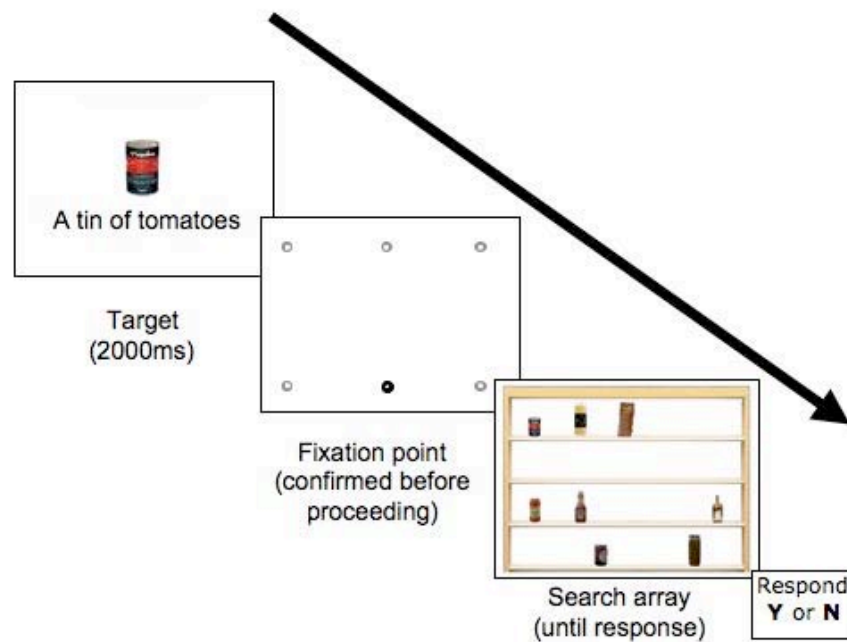 A tin of tomatoes
Target
(2000ms)
Fixation point
(confirmed before
proceeding)
Search array
(until response)
Respond
Y or N